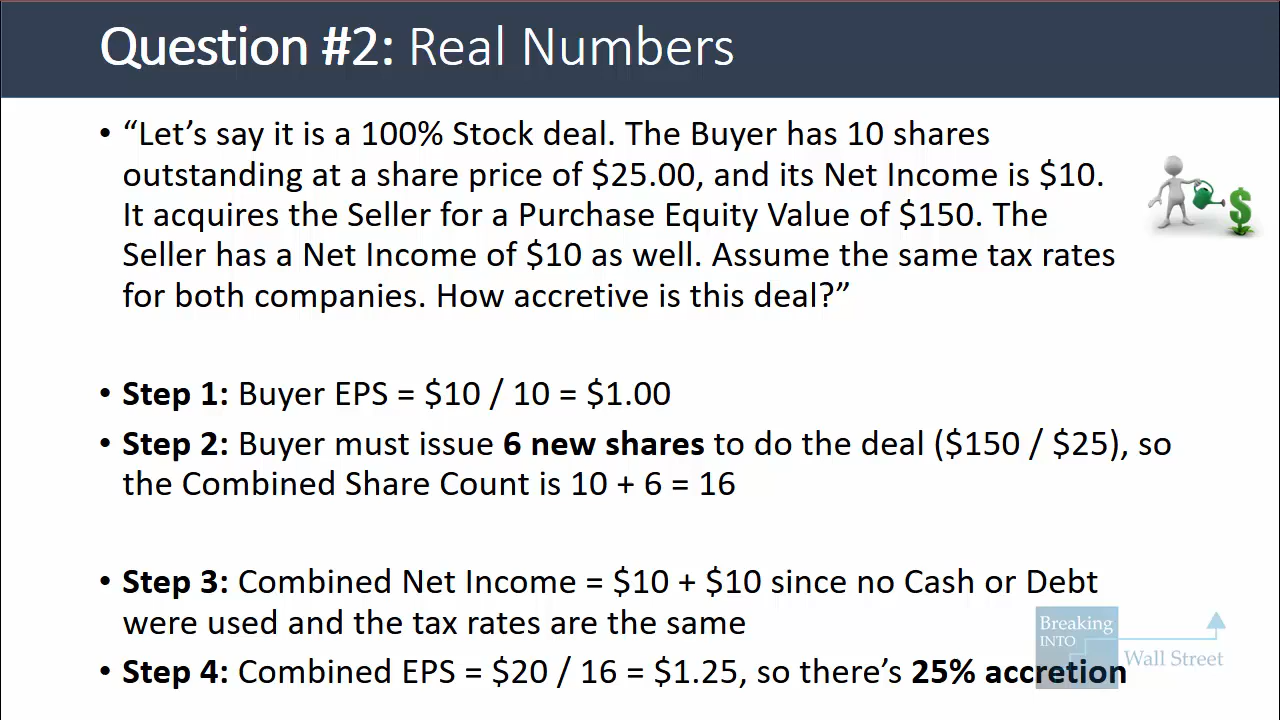 Question #2: Real Numbers
• “Let’s say it is a 100% Stock deal. The Buyer has 10 shares
outstanding at a share price of $25.00, and its Net Income is $10.
It acquires the Seller for a Purchase Equity Value of $150. The
Seller has a Net Income of $10 as well. Assume the same tax rates
for both companies. How accretive is this deal?”
• Step 1: Buyer EPS = $10 / 10 = $1.00
• Step 2: Buyer must issue 6 new shares to do the deal ($150 / $25), so
the Combined Share Count is 10 + 6 = 16
• Step 3: Combined Net Income = $10 + $10 since no Cash or Debt
were used and the tax rates are the same
• Step 4: Combined EPS = $20 / 16 = $1.25, so there’s 25% accretion
Breaking
INTO
Wall Street
$